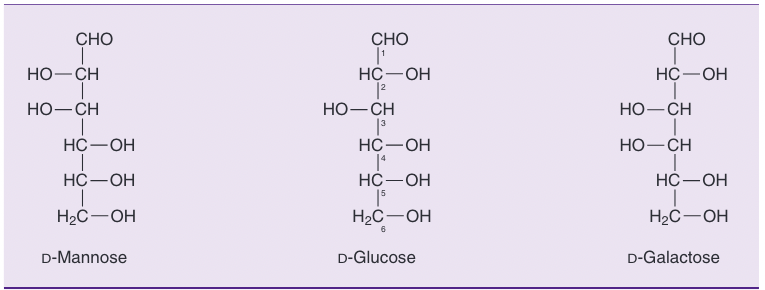 CHO CHO CHO
1
HO—CH HC—OH HC—OH
2
HO—CH HO—CH HO—CH
3
HC—OH HC—OH HO—CH
4
HC—OH HC—OH HC—OH
5
H₂C—OH H₂C—OH H₂C—OH
6
D-Mannose D-Glucose D-Galactose